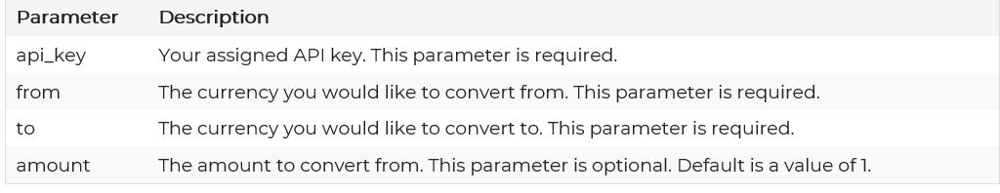 Parameter Description
api_key Your assigned API key. This parameter is required.
from The currency you would like to convert from. This parameter is required.
to The currency you would like to convert to. This parameter is required.
amount The amount to convert from. This parameter is optional. Default is a value of 1.